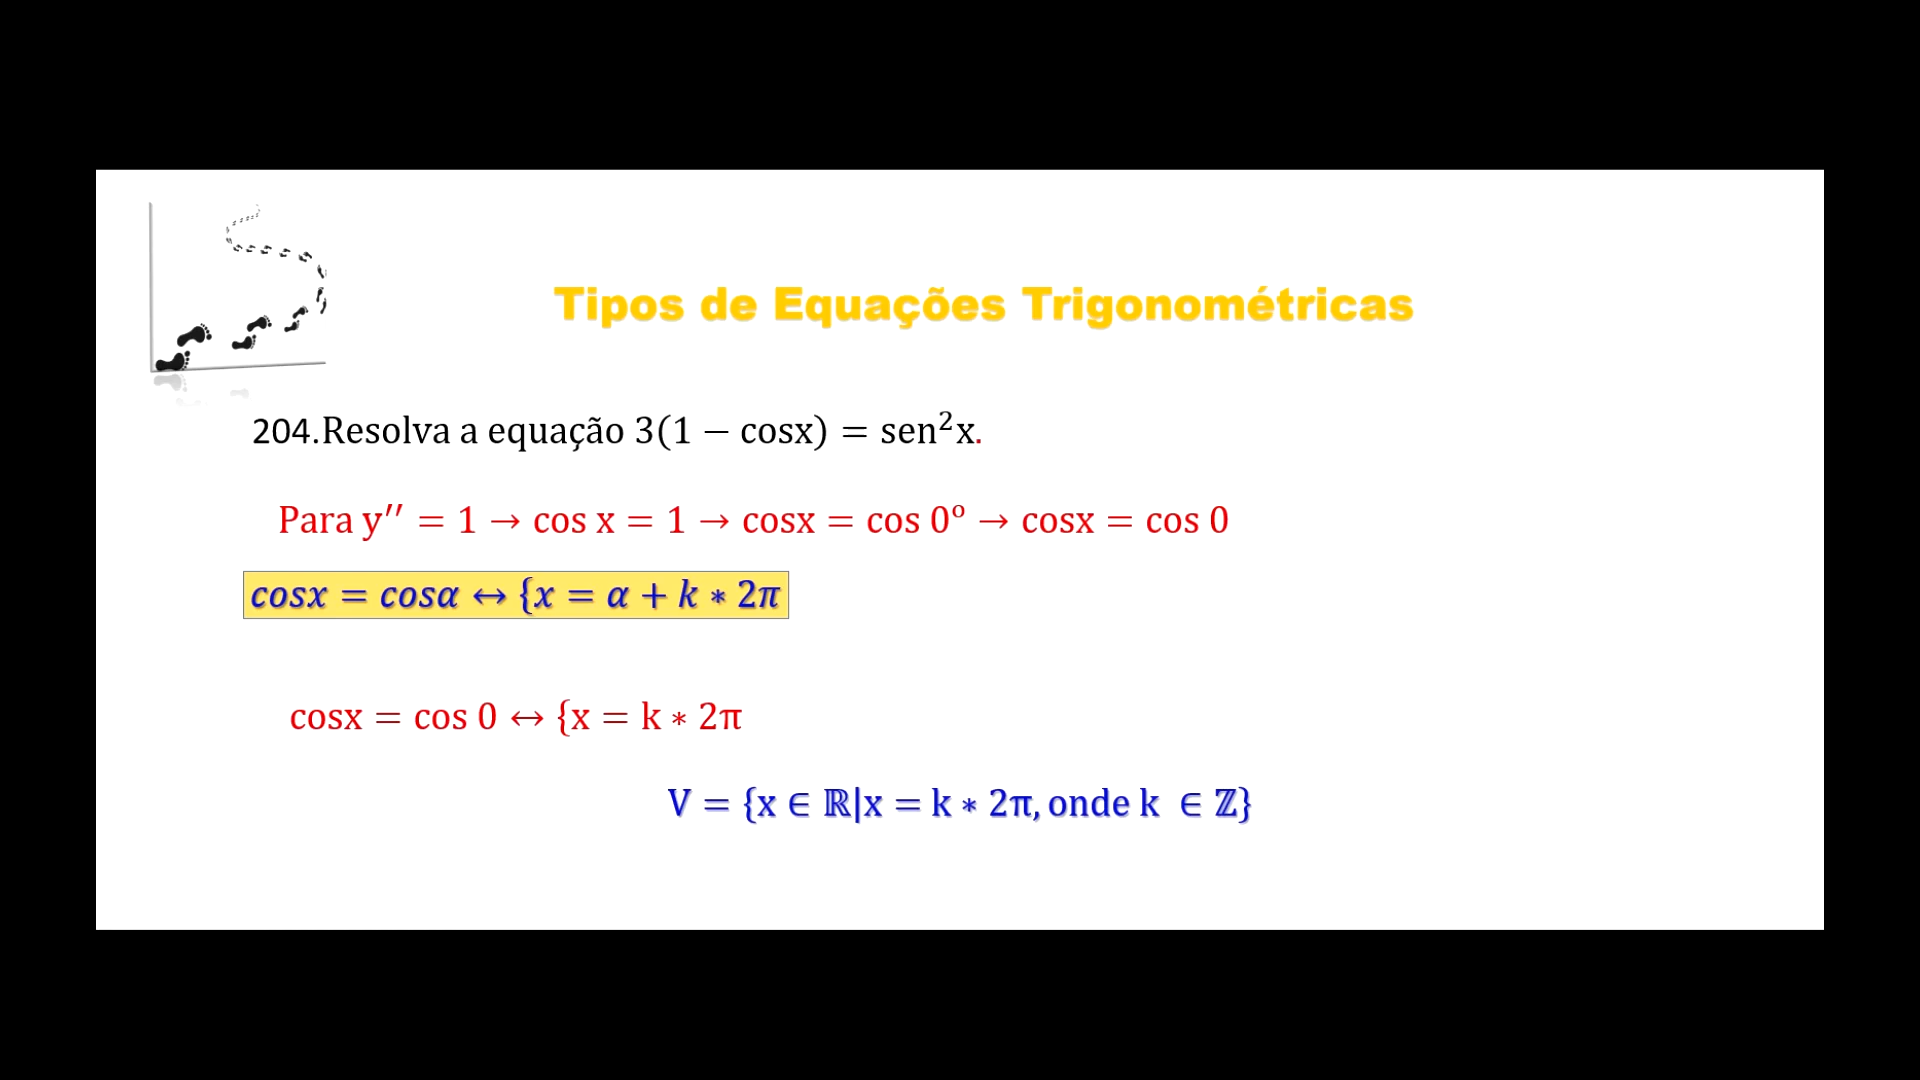 Tipos de Equações Trigonométricas
204.Resolva a equação 3(1 − cosx) = sen²x.
Para y′′ = 1 → cos x = 1 → cosx = cos 0º → cosx = cos 0
cosx = cosα ↔ {x = α + k ∗ 2π
cosx = cos 0 ↔ {x = k ∗ 2π
V = {x ∈ ℝ|x = k ∗ 2π, onde k ∈ ℤ}